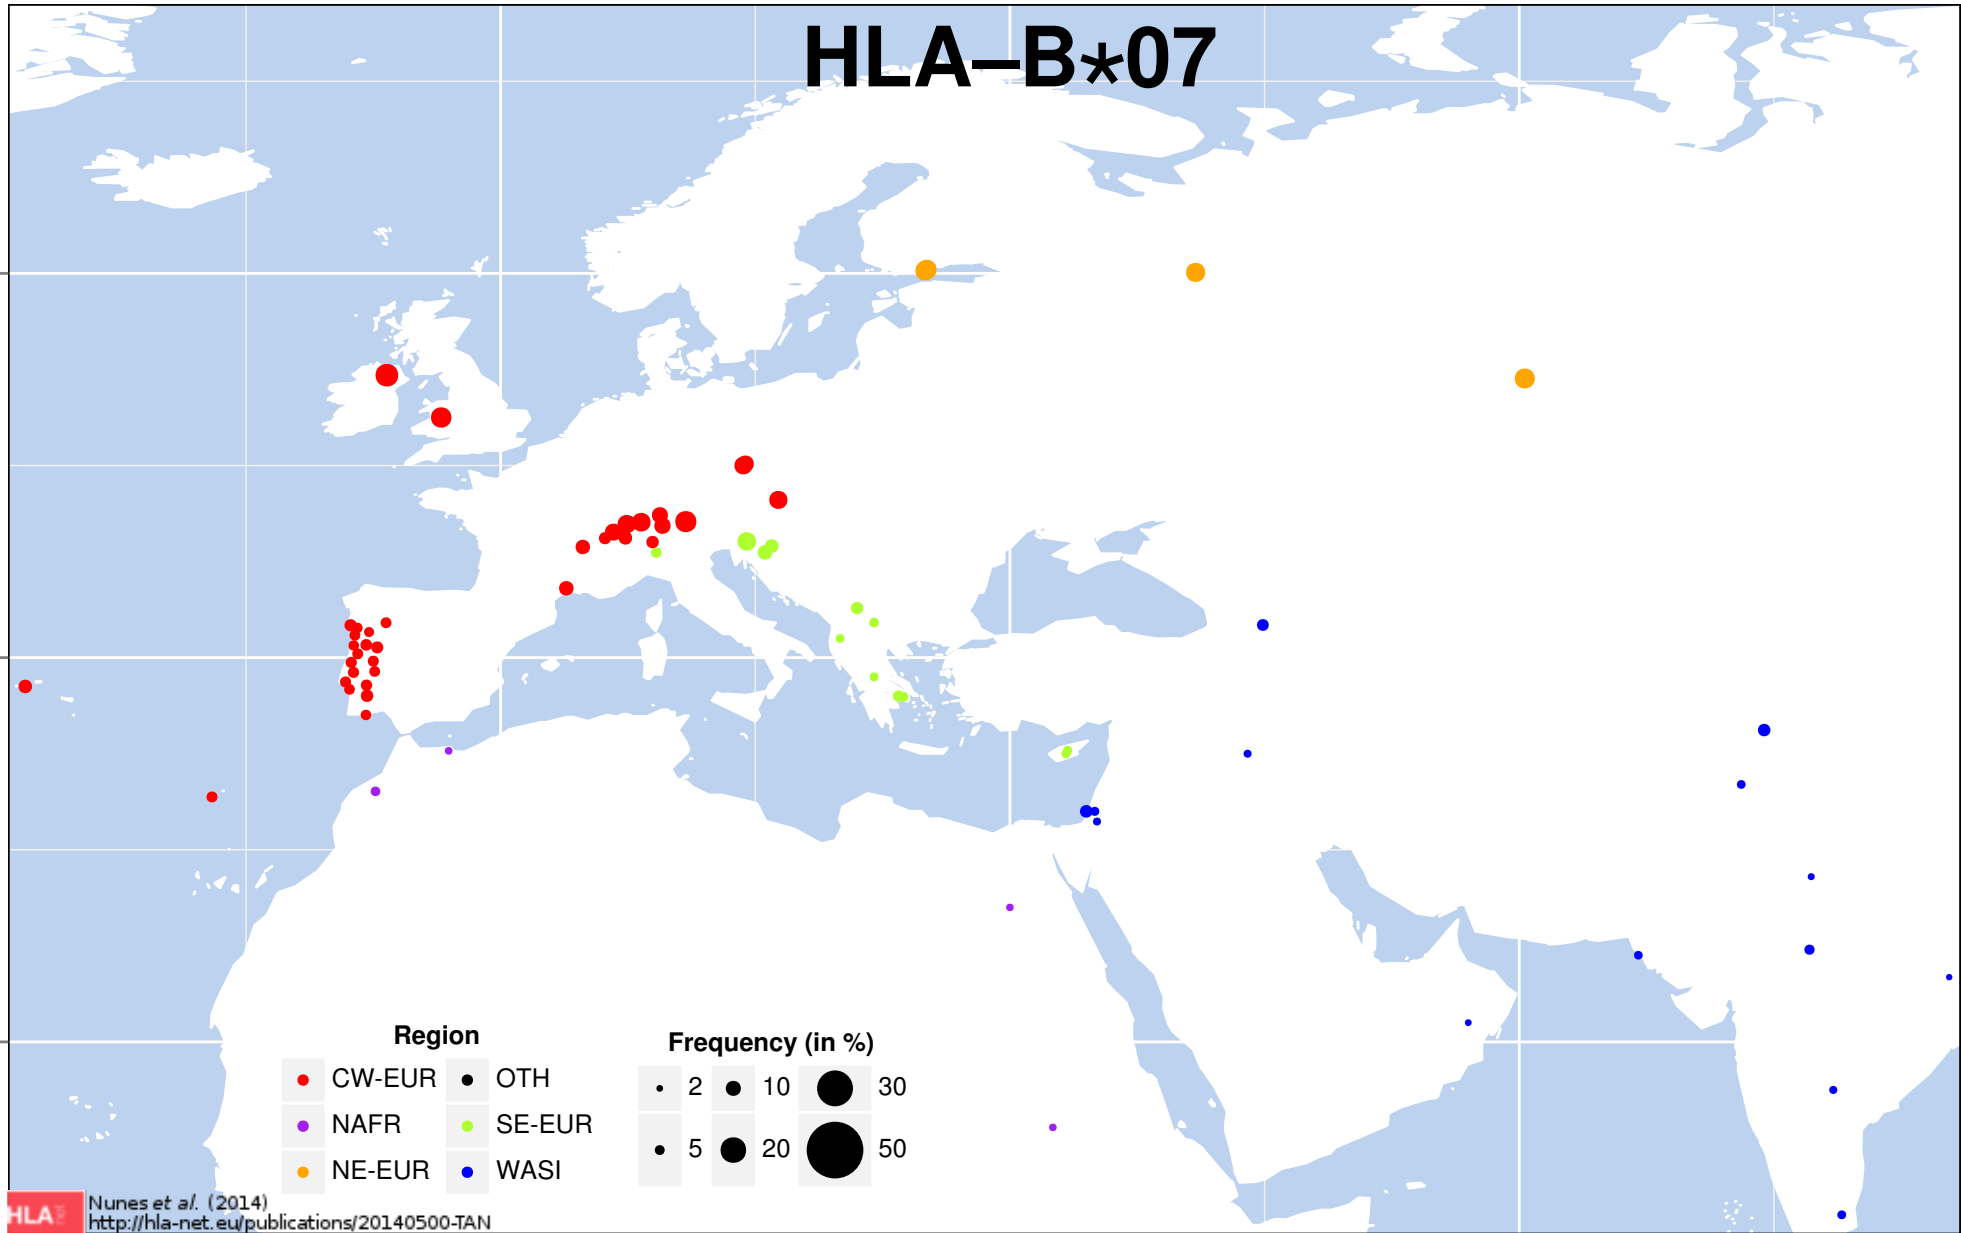 HLA–B*07
Region
CW-EUR
OTH
NAFR
SE-EUR
NE-EUR
WASI
Frequency (in %)
2
10
30
5
20
50
HLA net
Nunes et al. (2014)
http://hla-net.eu/publications/20140500-TAN